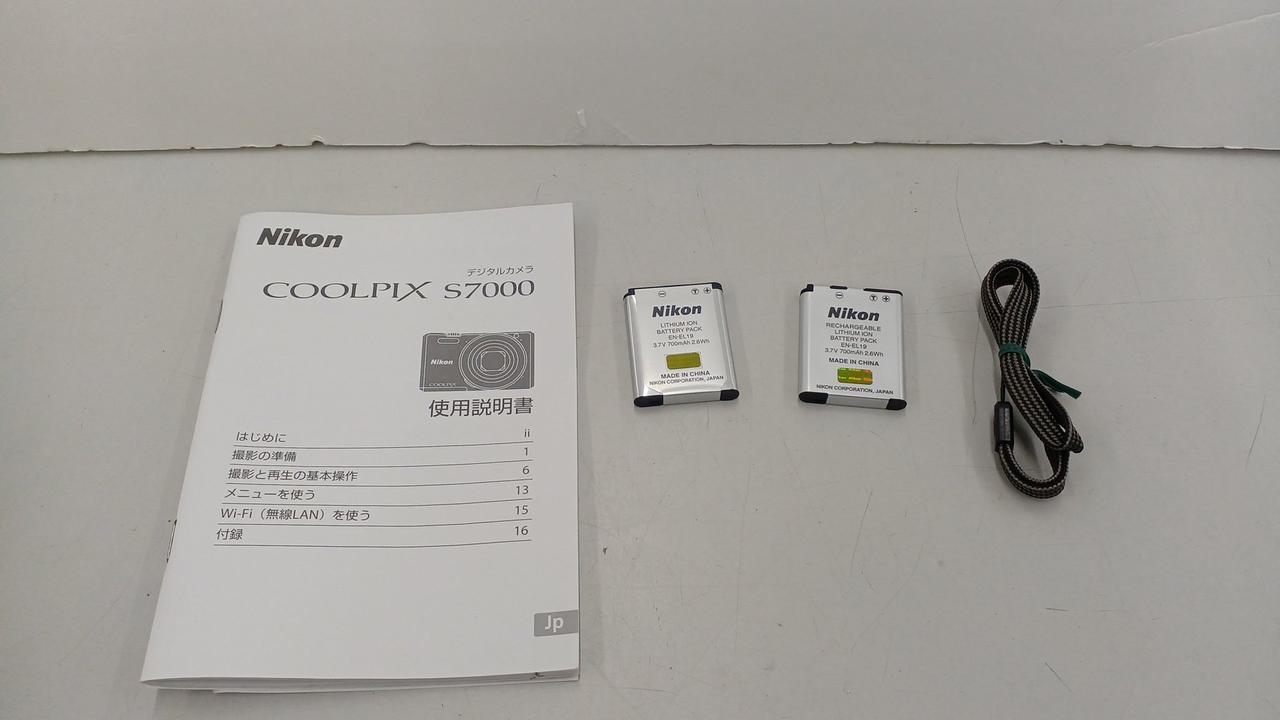 Nikon
デジタルカメラ
COOLPIX S7000
Nikon
COOLPIX
使用説明書
はじめに ii
撮影の準備 1
撮影と再生の基本操作 6
メニューを使う 13
Wi-Fi（無線LAN）を使う 15
付録 16
Jp
Nikon
LITHIUM ION
BATTERY PACK
EN-EL19
3.7V 700mAh 2.6Wh
MADE IN CHINA
NIKON CORPORATION, JAPAN
Nikon
RECHARGEABLE
LITHIUM ION
BATTERY PACK
EN-EL19
3.7V 700mAh 2.6Wh
MADE IN CHINA
NIKON CORPORATION, JAPAN